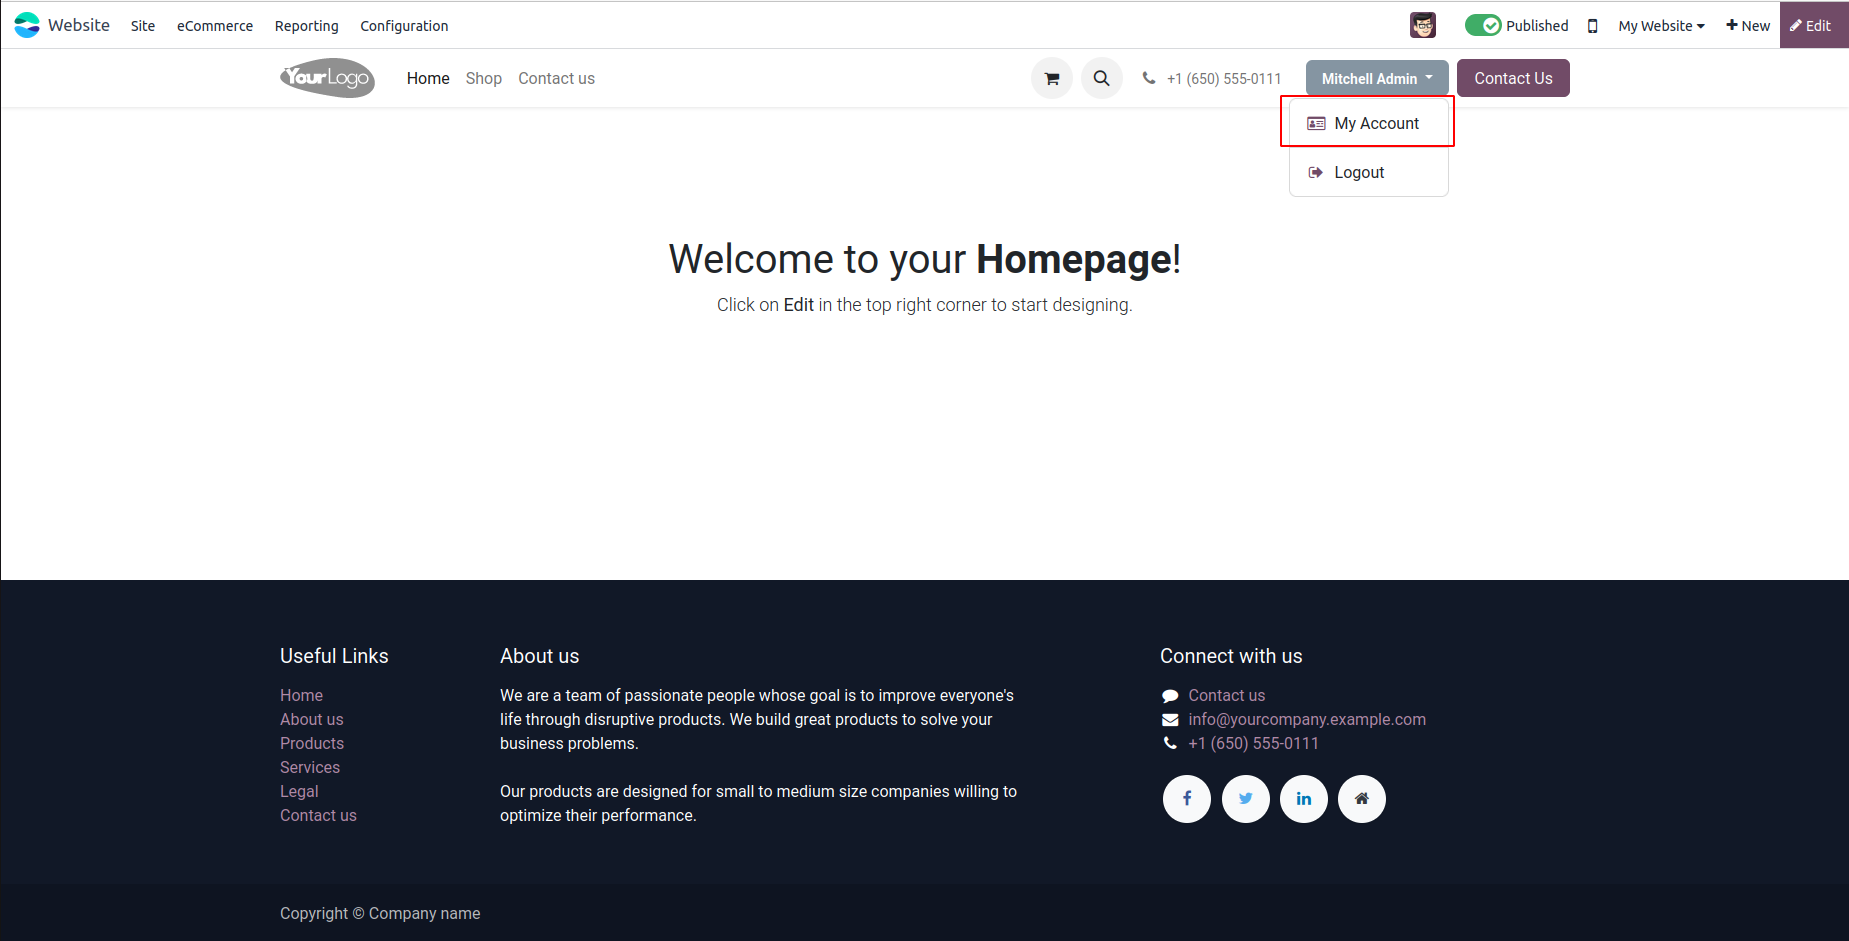 Website Site eCommerce Reporting Configuration Published My Website New Edit
YourLogo Home Shop Contact us +1 (650) 555-0111 Mitchell Admin Contact Us
My Account
Logout
Welcome to your Homepage!
Click on Edit in the top right corner to start designing.
Useful Links
Home
About us
Products
Services
Legal
Contact us
About us
We are a team of passionate people whose goal is to improve everyone's
life through disruptive products. We build great products to solve your
business problems.
Our products are designed for small to medium size companies willing to
optimize their performance.
Connect with us
Contact us
info@yourcompany.example.com
+1 (650) 555-0111
Copyright © Company name